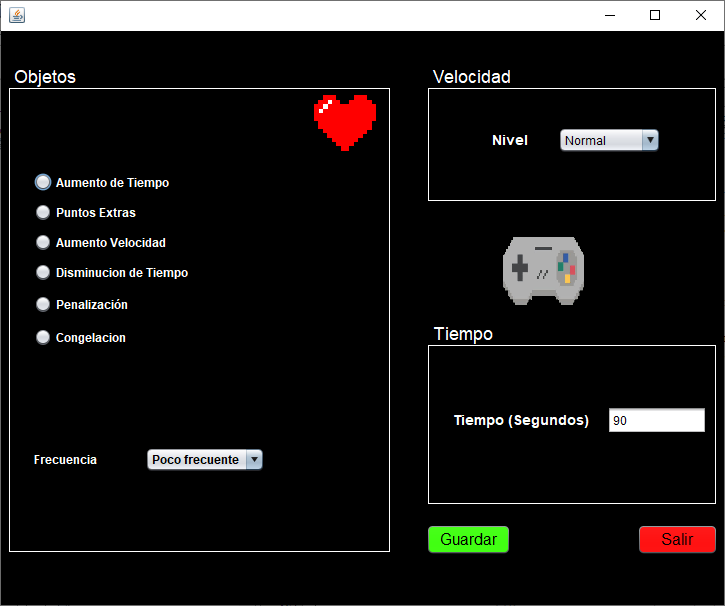 Objetos
Aumento de Tiempo
Puntos Extras
Aumento Velocidad
Disminucion de Tiempo
Penalización
Congelacion
Frecuencia Poco frecuente
Velocidad
Nivel Normal
Tiempo
Tiempo (Segundos) 90
Guardar Salir